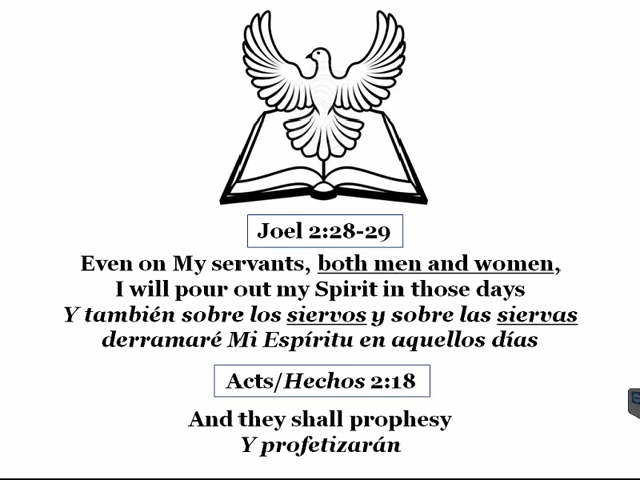 Joel 2:28-29
Even on My servants, both men and women,
I will pour out my Spirit in those days
Y también sobre los siervos y sobre las siervas
derramaré Mi Espíritu en aquellos días
Acts/Hechos 2:18
And they shall prophesy
Y profetizarán